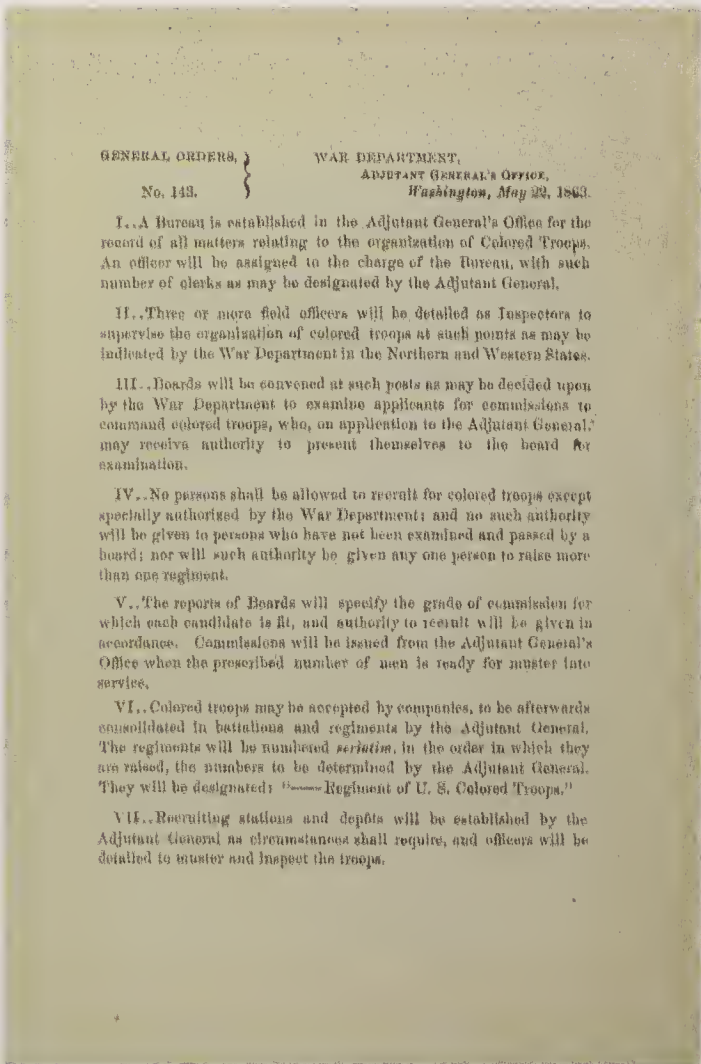 GENERAL ORDERS, WAR DEPARTMENT,
ADJUTANT GENERAL'S OFFICE,
No. 143. Washington, May 22, 1863.
I..A Bureau is established in the Adjutant General's Office for the
record of all matters relating to the organization of Colored Troops.
An officer will be assigned to the charge of the Bureau, with such
number of clerks as may be designated by the Adjutant General.
II..Three or more field officers will be detailed as Inspectors to
supervise the organization of colored troops at such points as may be
indicated by the War Department in the Northern and Western States.
III..Boards will be convened at such posts as may be decided upon
by the War Department to examine applicants for commissions to
command colored troops, who, on application to the Adjutant General,
may receive authority to present themselves to the board for
examination.
IV..No persons shall be allowed to recruit for colored troops except
specially authorized by the War Department; and no such authority
will be given to persons who have not been examined and passed by a
board; nor will such authority be given any one person to raise more
than one regiment.
V..The reports of Boards will specify the grade of commission for
which each candidate is fit, and authority to recruit will be given in
accordance. Commissions will be issued from the Adjutant General's
Office when the prescribed number of men is ready for muster into
service.
VI..Colored troops may be accepted by companies, to be afterwards
consolidated in battalions and regiments by the Adjutant General.
The regiments will be numbered seriatim, in the order in which they
are raised, the numbers to be determined by the Adjutant General.
They will be designated: "——Regiment of U. S. Colored Troops."
VII..Recruiting stations and depôts will be established by the
Adjutant General as circumstances shall require, and officers will be
detailed to muster and inspect the troops.